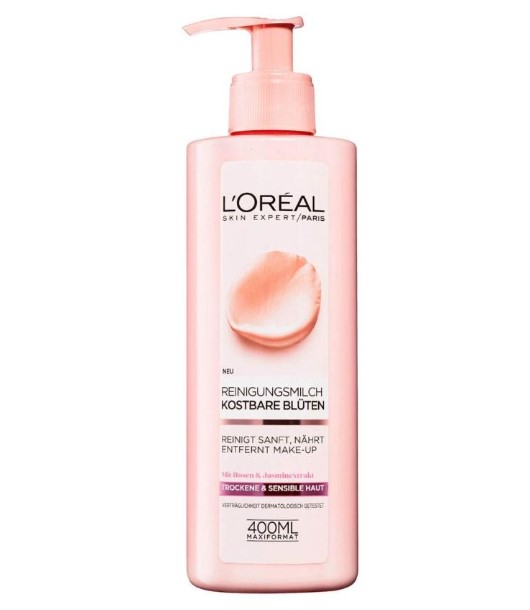 L'ORÉAL
SKIN EXPERT/PARIS
NEU
REINIGUNGSMILCH
KOSTBARE BLÜTEN
REINIGT SANFT, NÄHRT
ENTFERNT MAKE-UP
Mit Rosen & Jasminextrakt
TROCKENE & SENSIBLE HAUT
VERTRÄGLICHKEIT DERMATOLOGISCH GETESTET
400ML
MAXIFORMAT